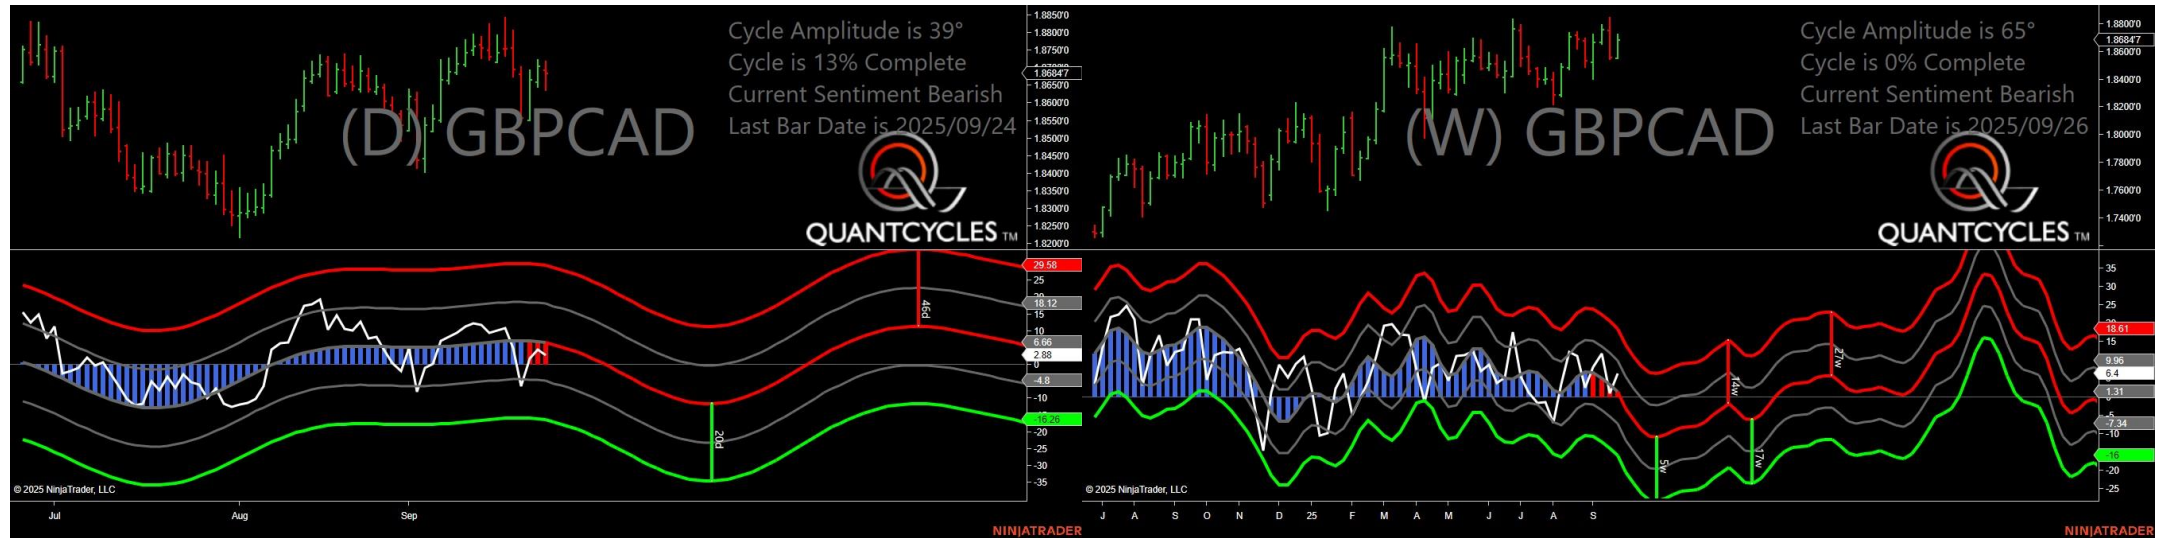 Cycle Amplitude is 39°
Cycle is 13% Complete
Current Sentiment Bearish
Last Bar Date is 2025/09/24
(D) GBPCAD
QUANTCYCLES TM
1.8850'0
1.8800'0
1.8750'0
1.8684'7
1.8650'0
1.8600'0
1.8550'0
1.8500'0
1.8450'0
1.8400'0
1.8350'0
1.8300'0
1.8250'0
1.8200'0
29.58
25
18.12
15
10
6.66
2.88
0
-4.8
-10
-16.26
-20
-25
-30
-35
46d
20d
© 2025 NinjaTrader, LLC
Jul
Aug
Sep
NINJATRADER
Cycle Amplitude is 65°
Cycle is 0% Complete
Current Sentiment Bearish
Last Bar Date is 2025/09/26
(W) GBPCAD
QUANTCYCLES TM
1.8800'0
1.8684'7
1.8600'0
1.8400'0
1.8200'0
1.8000'0
1.7800'0
1.7600'0
1.7400'0
35
30
25
18.61
15
9.96
6.4
1.31
-5
-7.34
-10
-16
-20
-25
5w
14w
17w
27w
© 2025 NinjaTrader, LLC
J A S O N D 25 F M A M J J A S
NINJATRADER